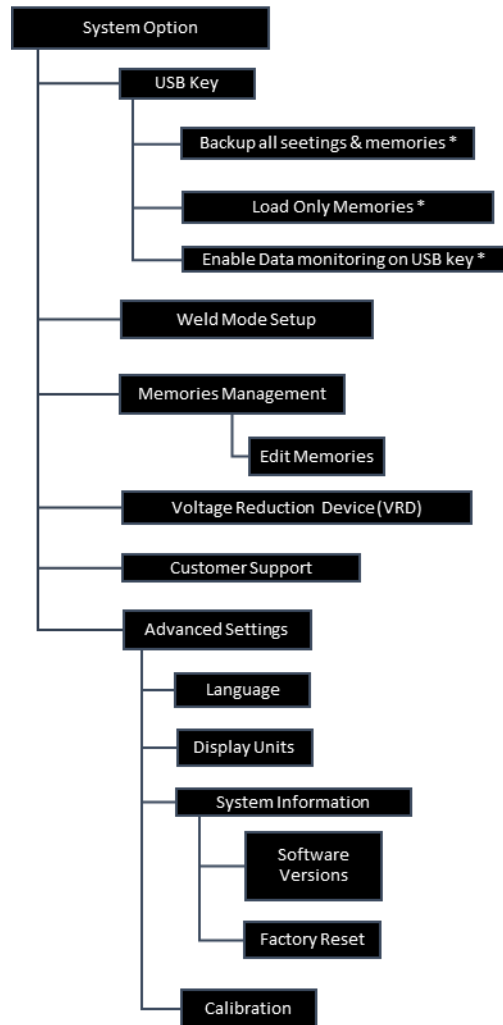 System Option
USB Key
Backup all seetings & memories *
Load Only Memories *
Enable Data monitoring on USB key *
Weld Mode Setup
Memories Management
Edit Memories
Voltage Reduction Device (VRD)
Customer Support
Advanced Settings
Language
Display Units
System Information
Software
Versions
Factory Reset
Calibration